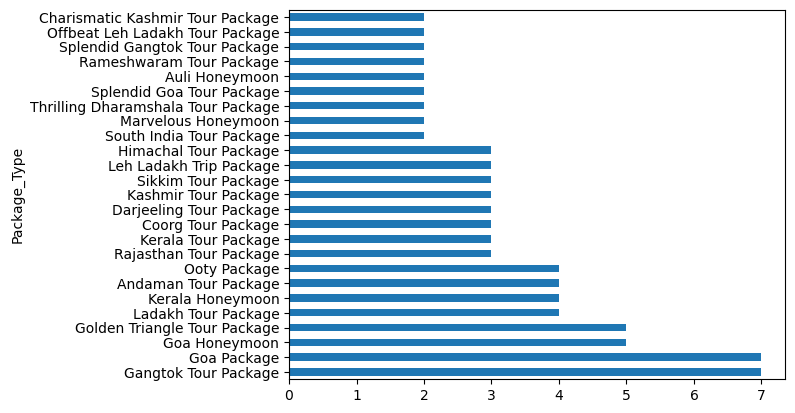 Charismatic Kashmir Tour Package
Offbeat Leh Ladakh Tour Package
Splendid Gangtok Tour Package
Rameshwaram Tour Package
Auli Honeymoon
Splendid Goa Tour Package
Thrilling Dharamshala Tour Package
Marvelous Honeymoon
South India Tour Package
Himachal Tour Package
Leh Ladakh Trip Package
Sikkim Tour Package
Kashmir Tour Package
Darjeeling Tour Package
Coorg Tour Package
Kerala Tour Package
Rajasthan Tour Package
Ooty Package
Andaman Tour Package
Kerala Honeymoon
Ladakh Tour Package
Golden Triangle Tour Package
Goa Honeymoon
Goa Package
Gangtok Tour Package
Package_Type
0 1 2 3 4 5 6 7